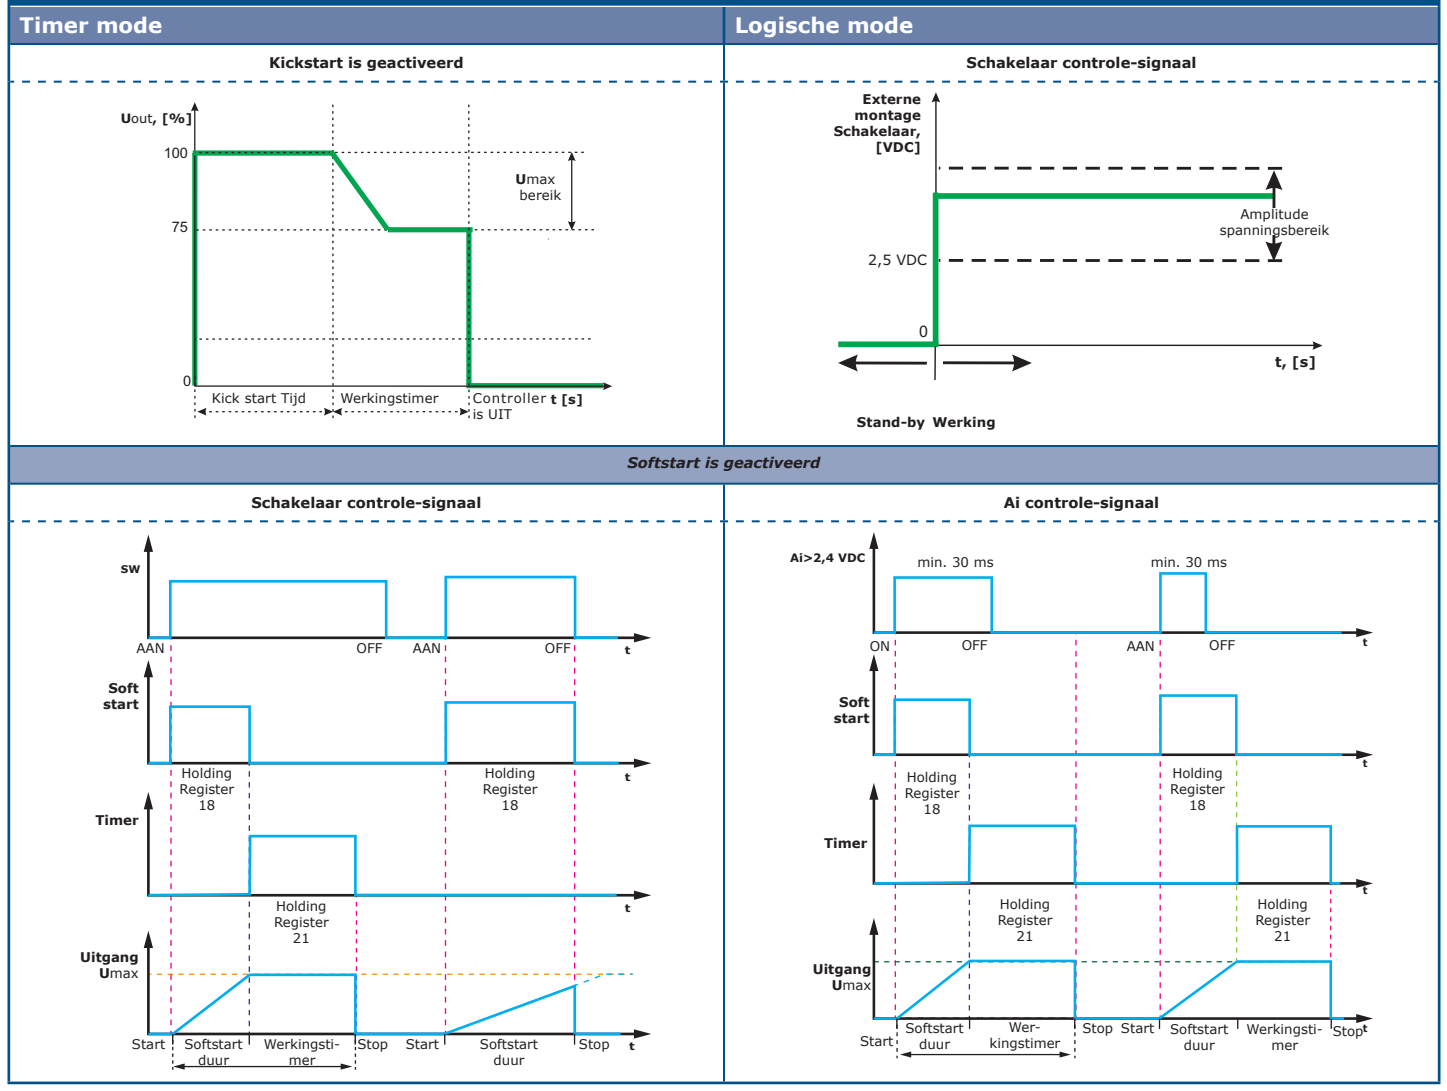 Timer mode
Logische mode
Kickstart is geactiveerd
Uout, [%]
100
75
0
Umax
bereik
Kick start Tijd
Werkingstimer
Controller
is UIT
t [s]
Schakelaar controle-signaal
Externe
montage
Schakelaar,
[VDC]
Amplitude
spanningsbereik
2,5 VDC
0
t, [s]
Stand-by Werking
Softstart is geactiveerd
Schakelaar controle-signaal
sw
AAN
OFF
AAN
OFF
t
Soft
start
t
Holding
Register
18
Holding
Register
18
Timer
t
Holding
Register
21
Uitgang
Umax
Start
Softstart
duur
Werkingsti-
mer
Stop
Start
Softstart
duur
Stop
t
Ai controle-signaal
Ai>2,4 VDC
min. 30 ms
min. 30 ms
ON
OFF
AAN
OFF
t
Soft
start
t
Holding
Register
18
Holding
Register
18
Timer
t
Holding
Register
21
Holding
Register
21
Uitgang
Umax
Start
Softstart
duur
Wer-
kingstimer
Stop
Start
Softstart
duur
Werkingsti-
mer
Stop
t